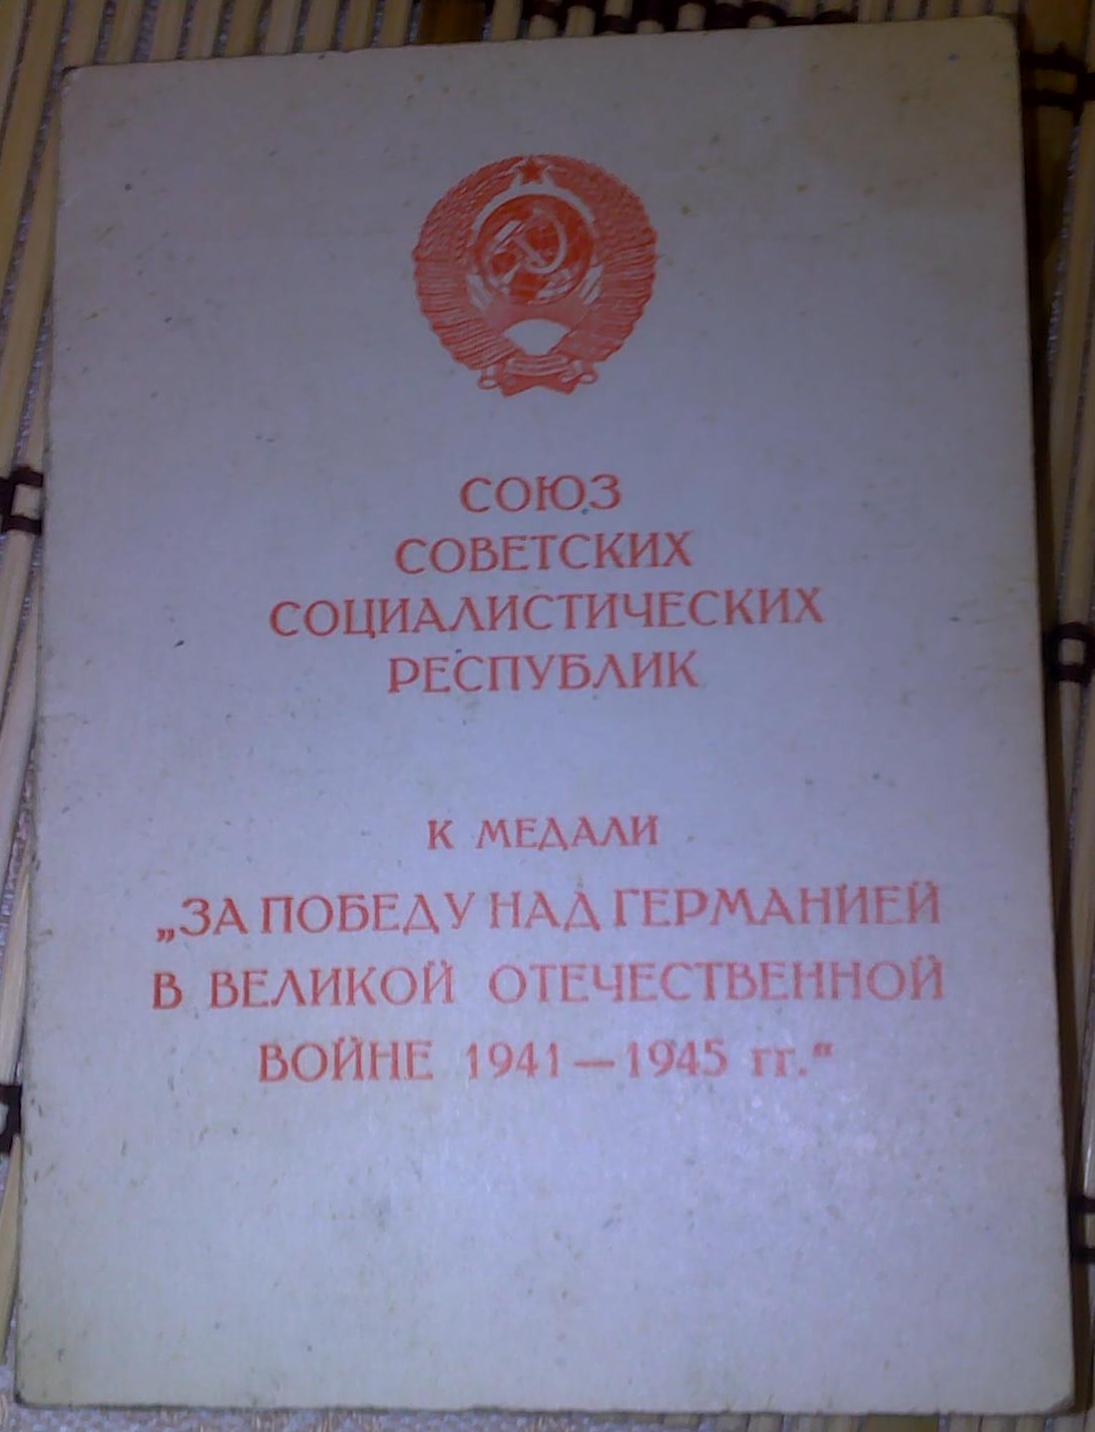 СОЮЗ
СОВЕТСКИХ
СОЦИАЛИСТИЧЕСКИХ
РЕСПУБЛИК
К МЕДАЛИ
„ЗА ПОБЕДУ НАД ГЕРМАНИЕЙ
В ВЕЛИКОЙ ОТЕЧЕСТВЕННОЙ
ВОЙНЕ 1941—1945 гг.“